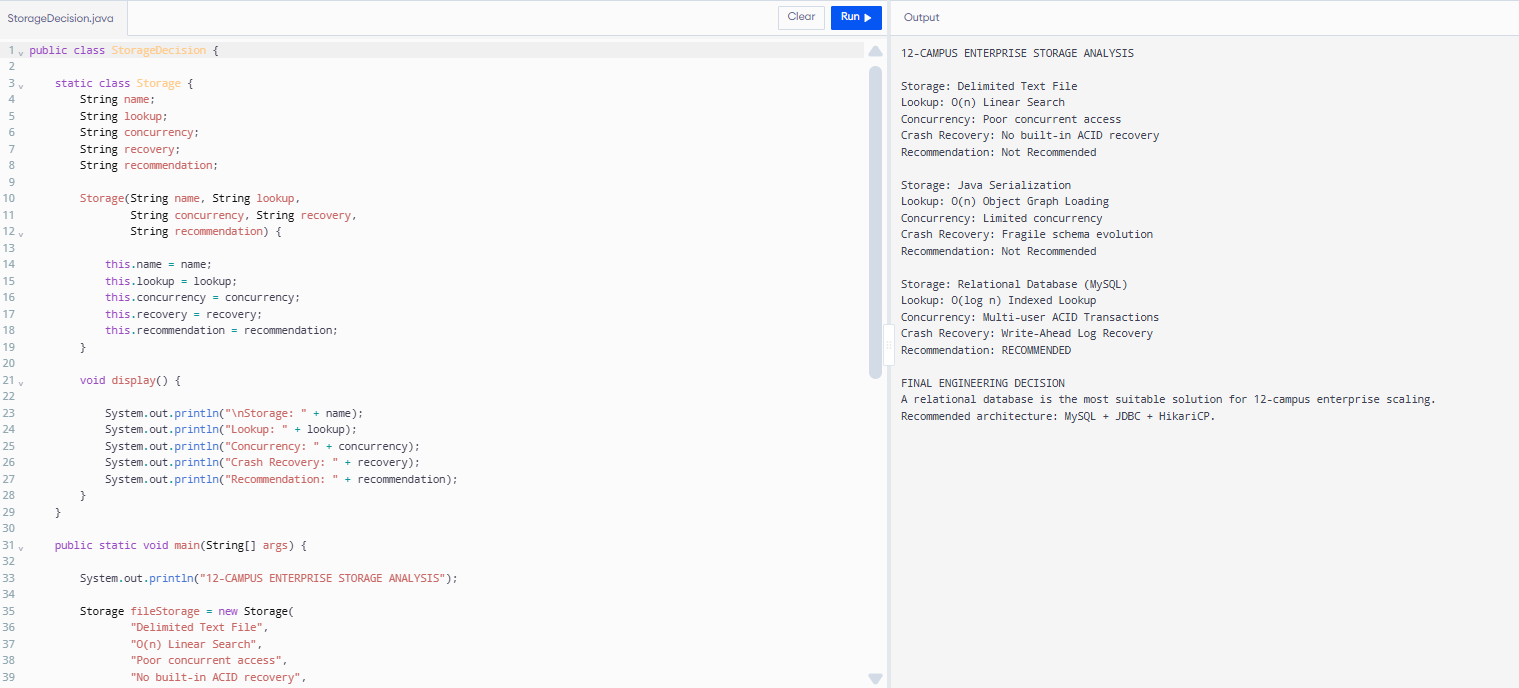 StorageDecision.java
Clear
Run
Output
1 public class StorageDecision {
2
3 static class Storage {
4 String name;
5 String lookup;
6 String concurrency;
7 String recovery;
8 String recommendation;
9
10 Storage(String name, String lookup,
11 String concurrency, String recovery,
12 String recommendation) {
13
14 this.name = name;
15 this.lookup = lookup;
16 this.concurrency = concurrency;
17 this.recovery = recovery;
18 this.recommendation = recommendation;
19 }
20
21 void display() {
22
23 System.out.println("\nStorage: " + name);
24 System.out.println("Lookup: " + lookup);
25 System.out.println("Concurrency: " + concurrency);
26 System.out.println("Crash Recovery: " + recovery);
27 System.out.println("Recommendation: " + recommendation);
28 }
29 }
30
31 public static void main(String[] args) {
32
33 System.out.println("12-CAMPUS ENTERPRISE STORAGE ANALYSIS");
34
35 Storage fileStorage = new Storage(
36 "Delimited Text File",
37 "O(n) Linear Search",
38 "Poor concurrent access",
39 "No built-in ACID recovery",
12-CAMPUS ENTERPRISE STORAGE ANALYSIS
Storage: Delimited Text File
Lookup: O(n) Linear Search
Concurrency: Poor concurrent access
Crash Recovery: No built-in ACID recovery
Recommendation: Not Recommended
Storage: Java Serialization
Lookup: O(n) Object Graph Loading
Concurrency: Limited concurrency
Crash Recovery: Fragile schema evolution
Recommendation: Not Recommended
Storage: Relational Database (MySQL)
Lookup: O(log n) Indexed Lookup
Concurrency: Multi-user ACID Transactions
Crash Recovery: Write-Ahead Log Recovery
Recommendation: RECOMMENDED
FINAL ENGINEERING DECISION
A relational database is the most suitable solution for 12-campus enterprise scaling.
Recommended architecture: MySQL + JDBC + HikariCP.